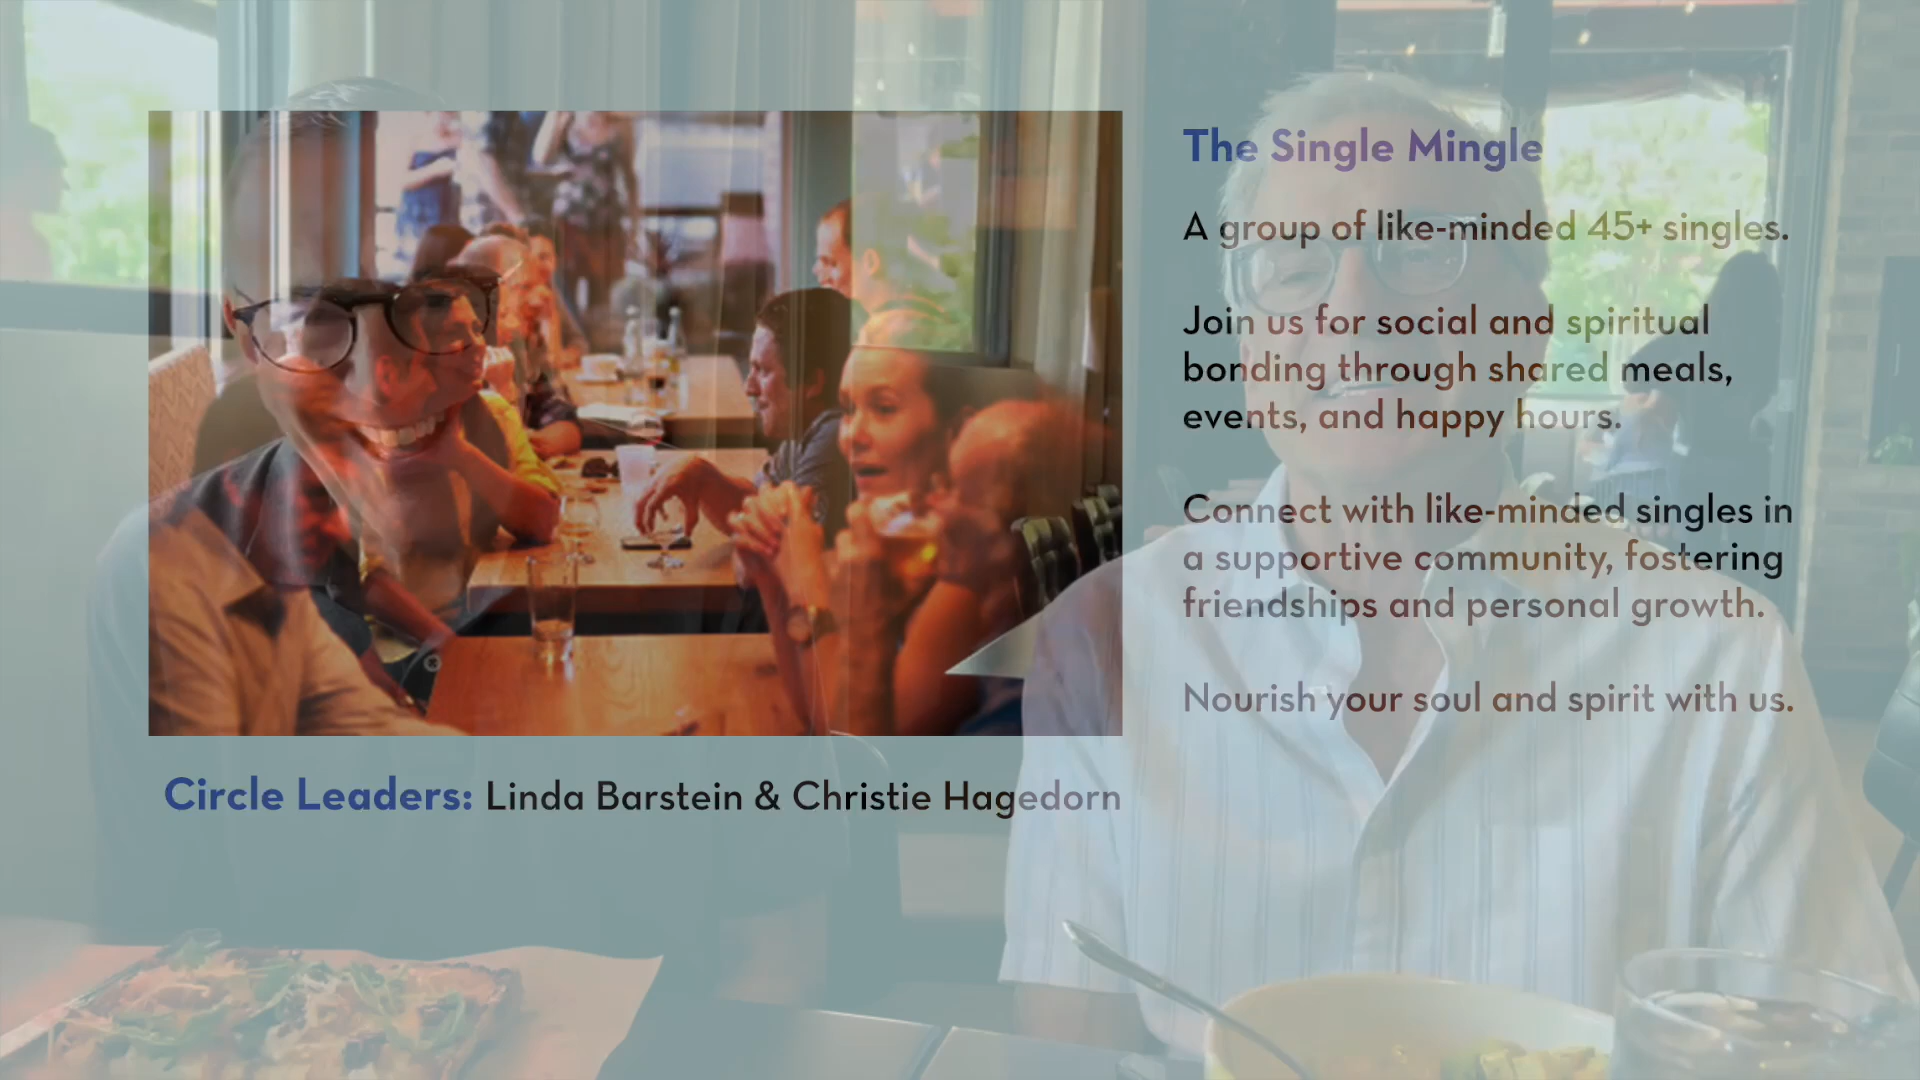 The Single Mingle
A group of like-minded 45+ singles.
Join us for social and spiritual
bonding through shared meals,
events, and happy hours.
Connect with like-minded singles in
a supportive community, fostering
friendships and personal growth.
Nourish your soul and spirit with us.
Circle Leaders: Linda Barstein & Christie Hagedorn